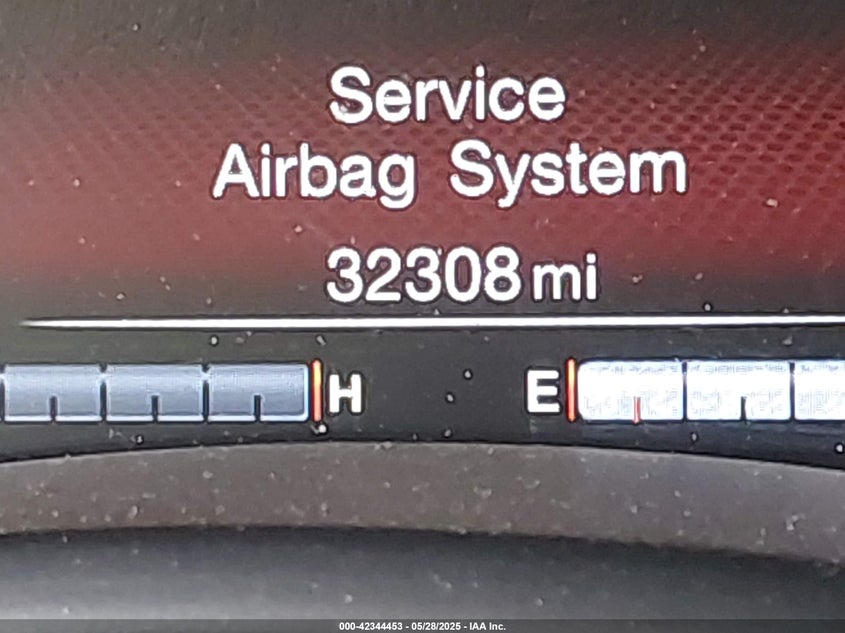 Service
Airbag System
32308 mi
H E
000-42344453 - 05/28/2025 - IAA Inc.